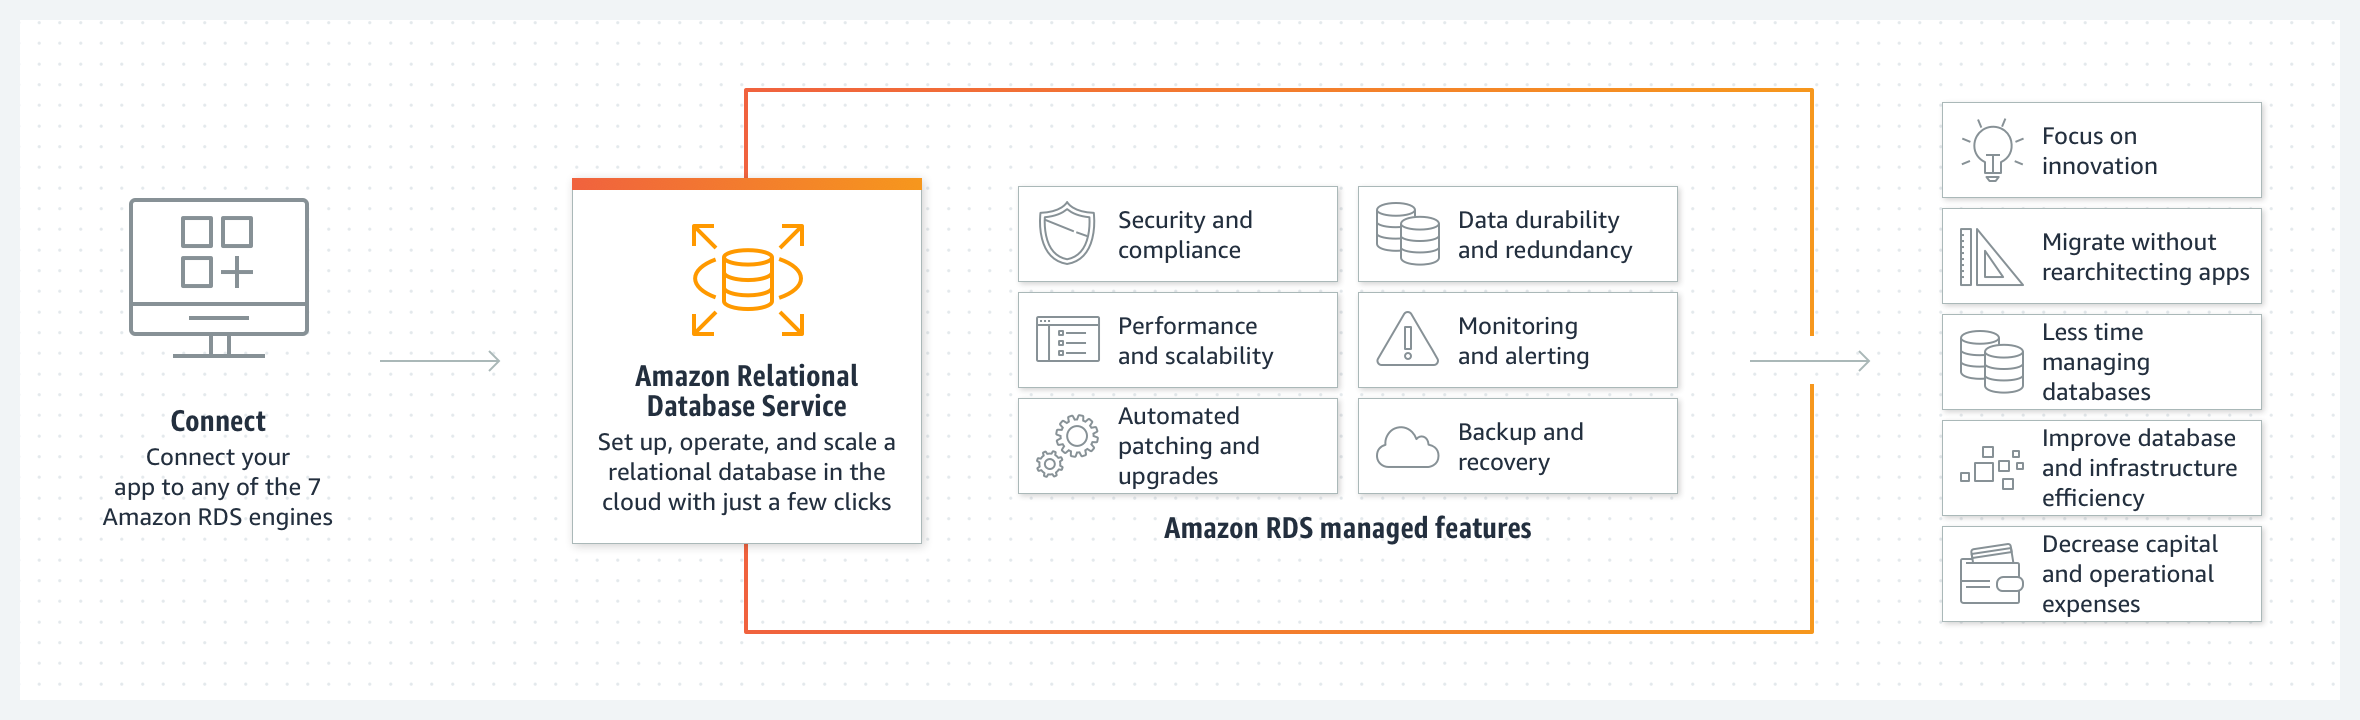 Connect
Connect your
app to any of the 7
Amazon RDS engines
Amazon Relational
Database Service
Set up, operate, and scale a
relational database in the
cloud with just a few clicks
Security and
compliance
Data durability
and redundancy
Performance
and scalability
Monitoring
and alerting
Automated
patching and
upgrades
Backup and
recovery
Amazon RDS managed features
Focus on
innovation
Migrate without
rearchitecting apps
Less time
managing
databases
Improve database
and infrastructure
efficiency
Decrease capital
and operational
expenses